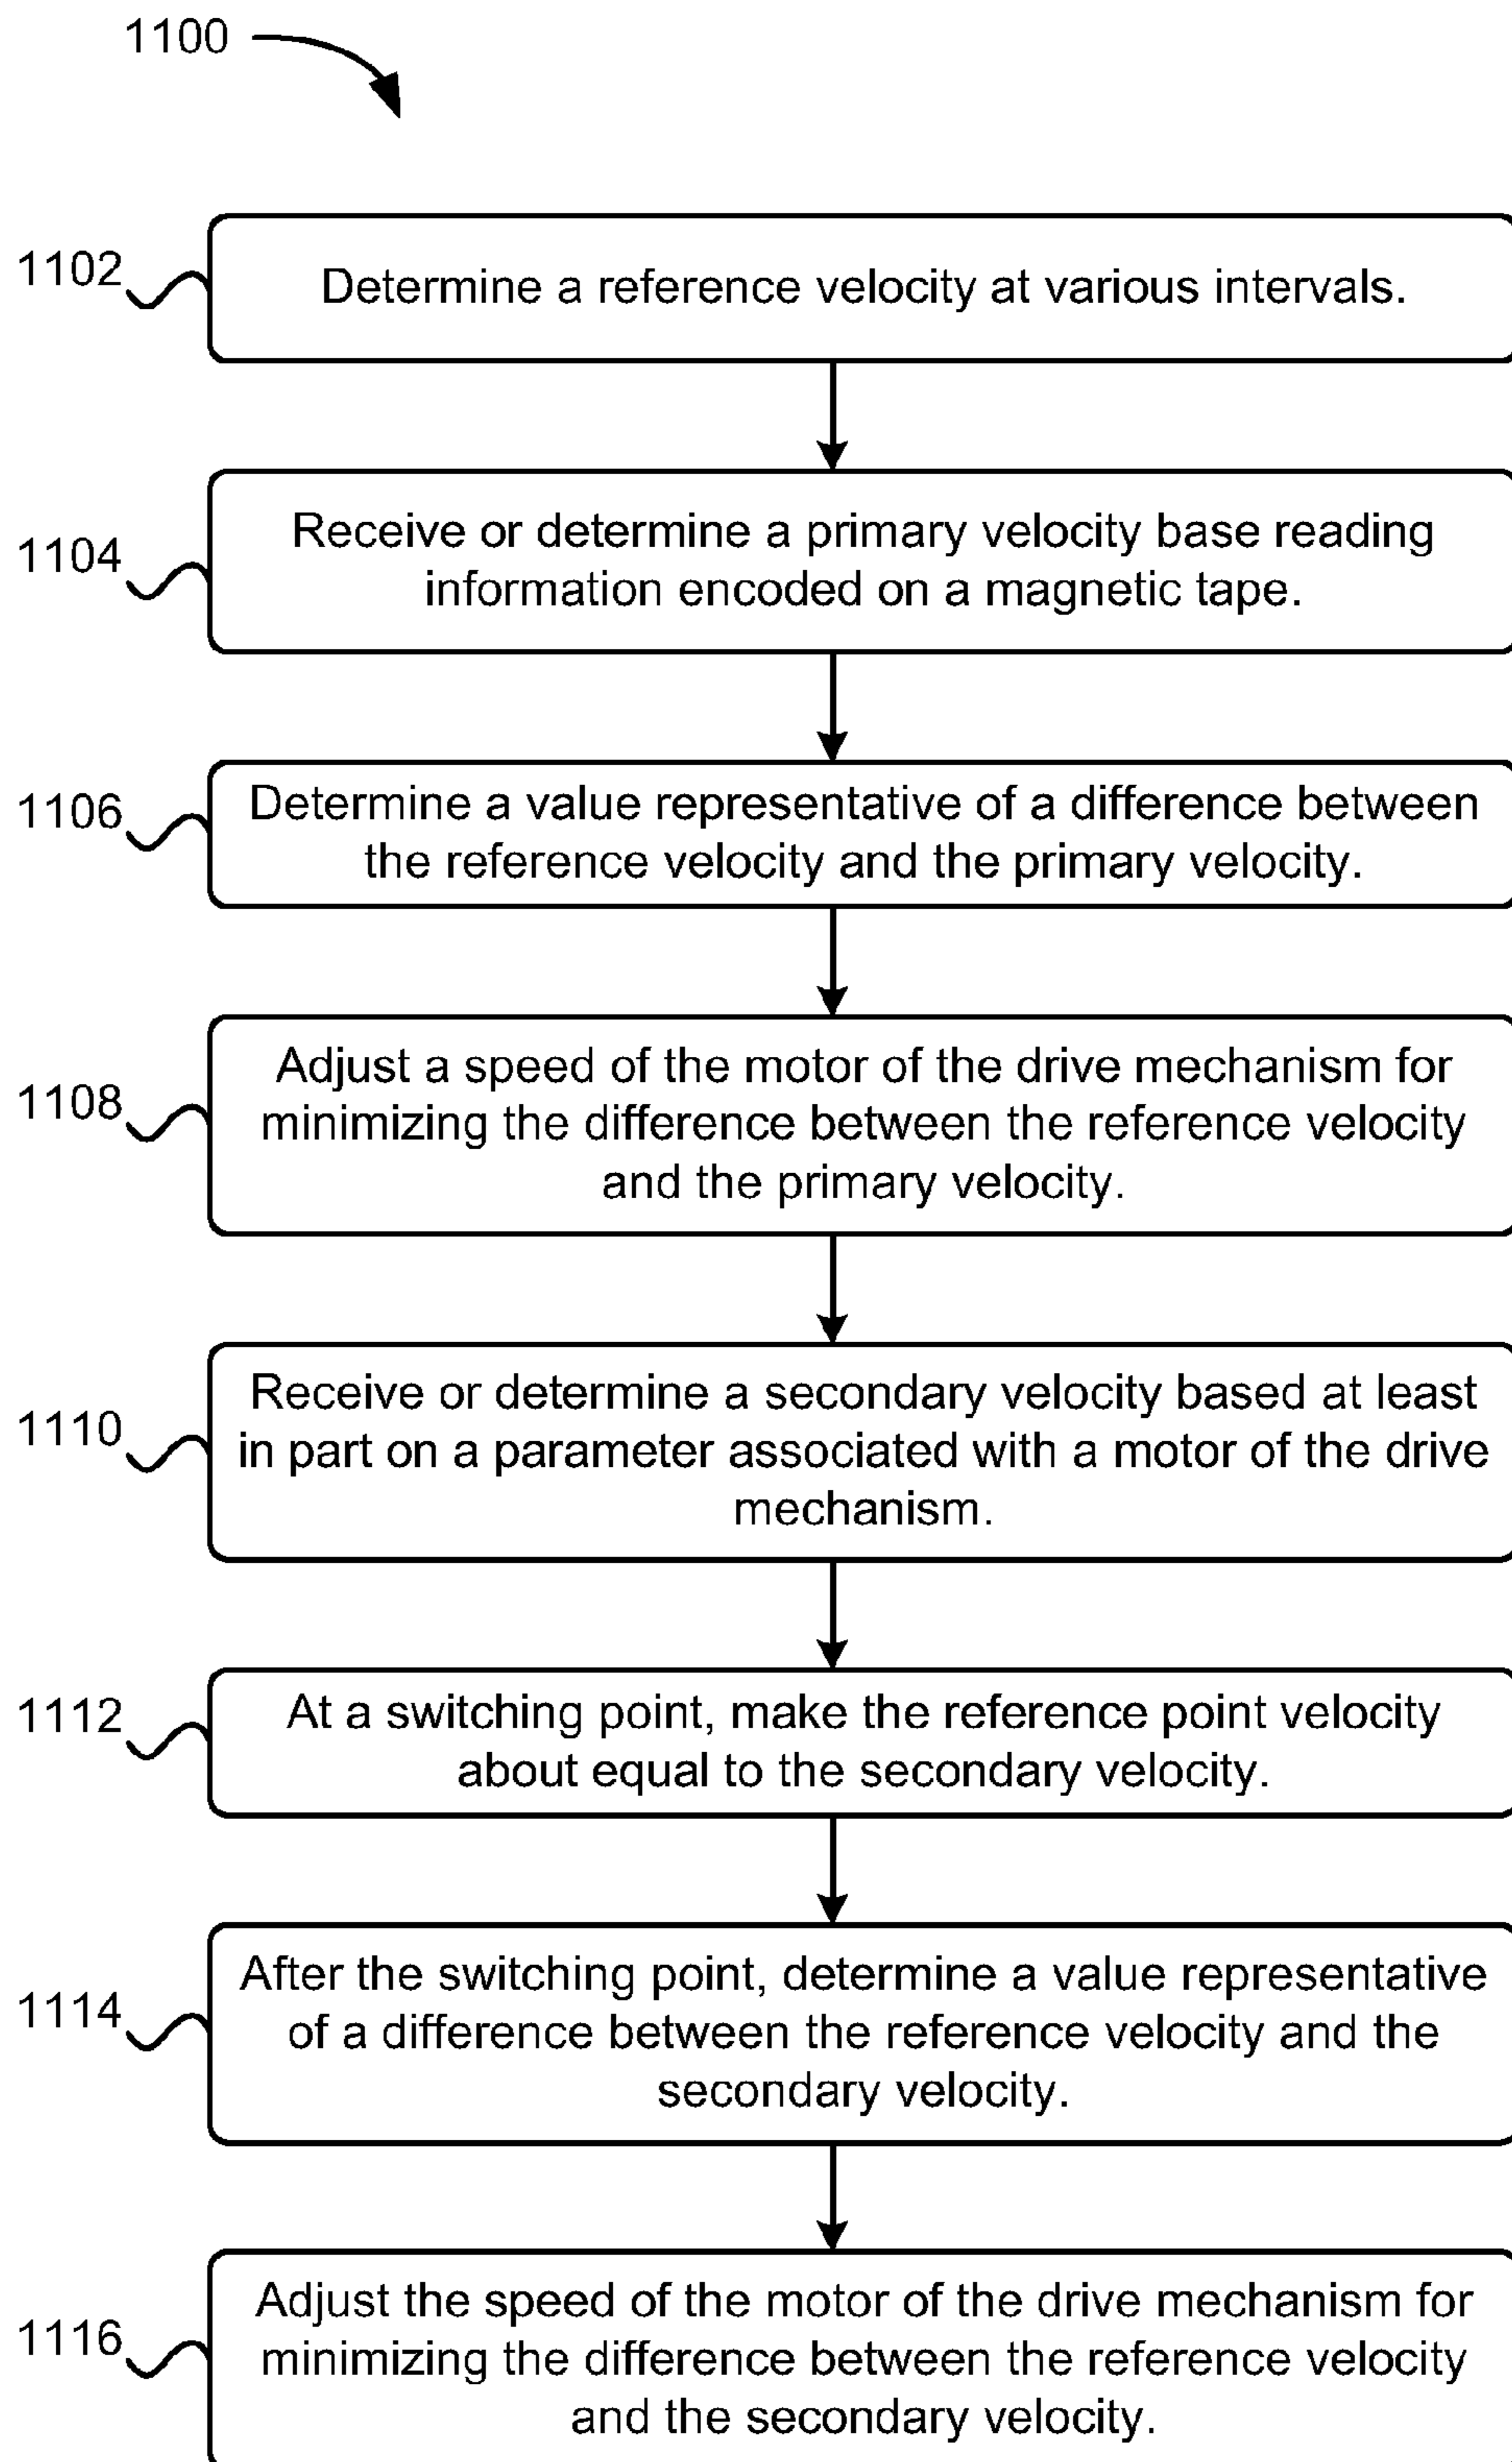 1100
1102
Determine a reference velocity at various intervals.
1104
Receive or determine a primary velocity base reading
information encoded on a magnetic tape.
1106
Determine a value representative of a difference between
the reference velocity and the primary velocity.
1108
Adjust a speed of the motor of the drive mechanism for
minimizing the difference between the reference velocity
and the primary velocity.
1110
Receive or determine a secondary velocity based at least
in part on a parameter associated with a motor of the drive
mechanism.
1112
At a switching point, make the reference point velocity
about equal to the secondary velocity.
1114
After the switching point, determine a value representative
of a difference between the reference velocity and the
secondary velocity.
1116
Adjust the speed of the motor of the drive mechanism for
minimizing the difference between the reference velocity
and the secondary velocity.